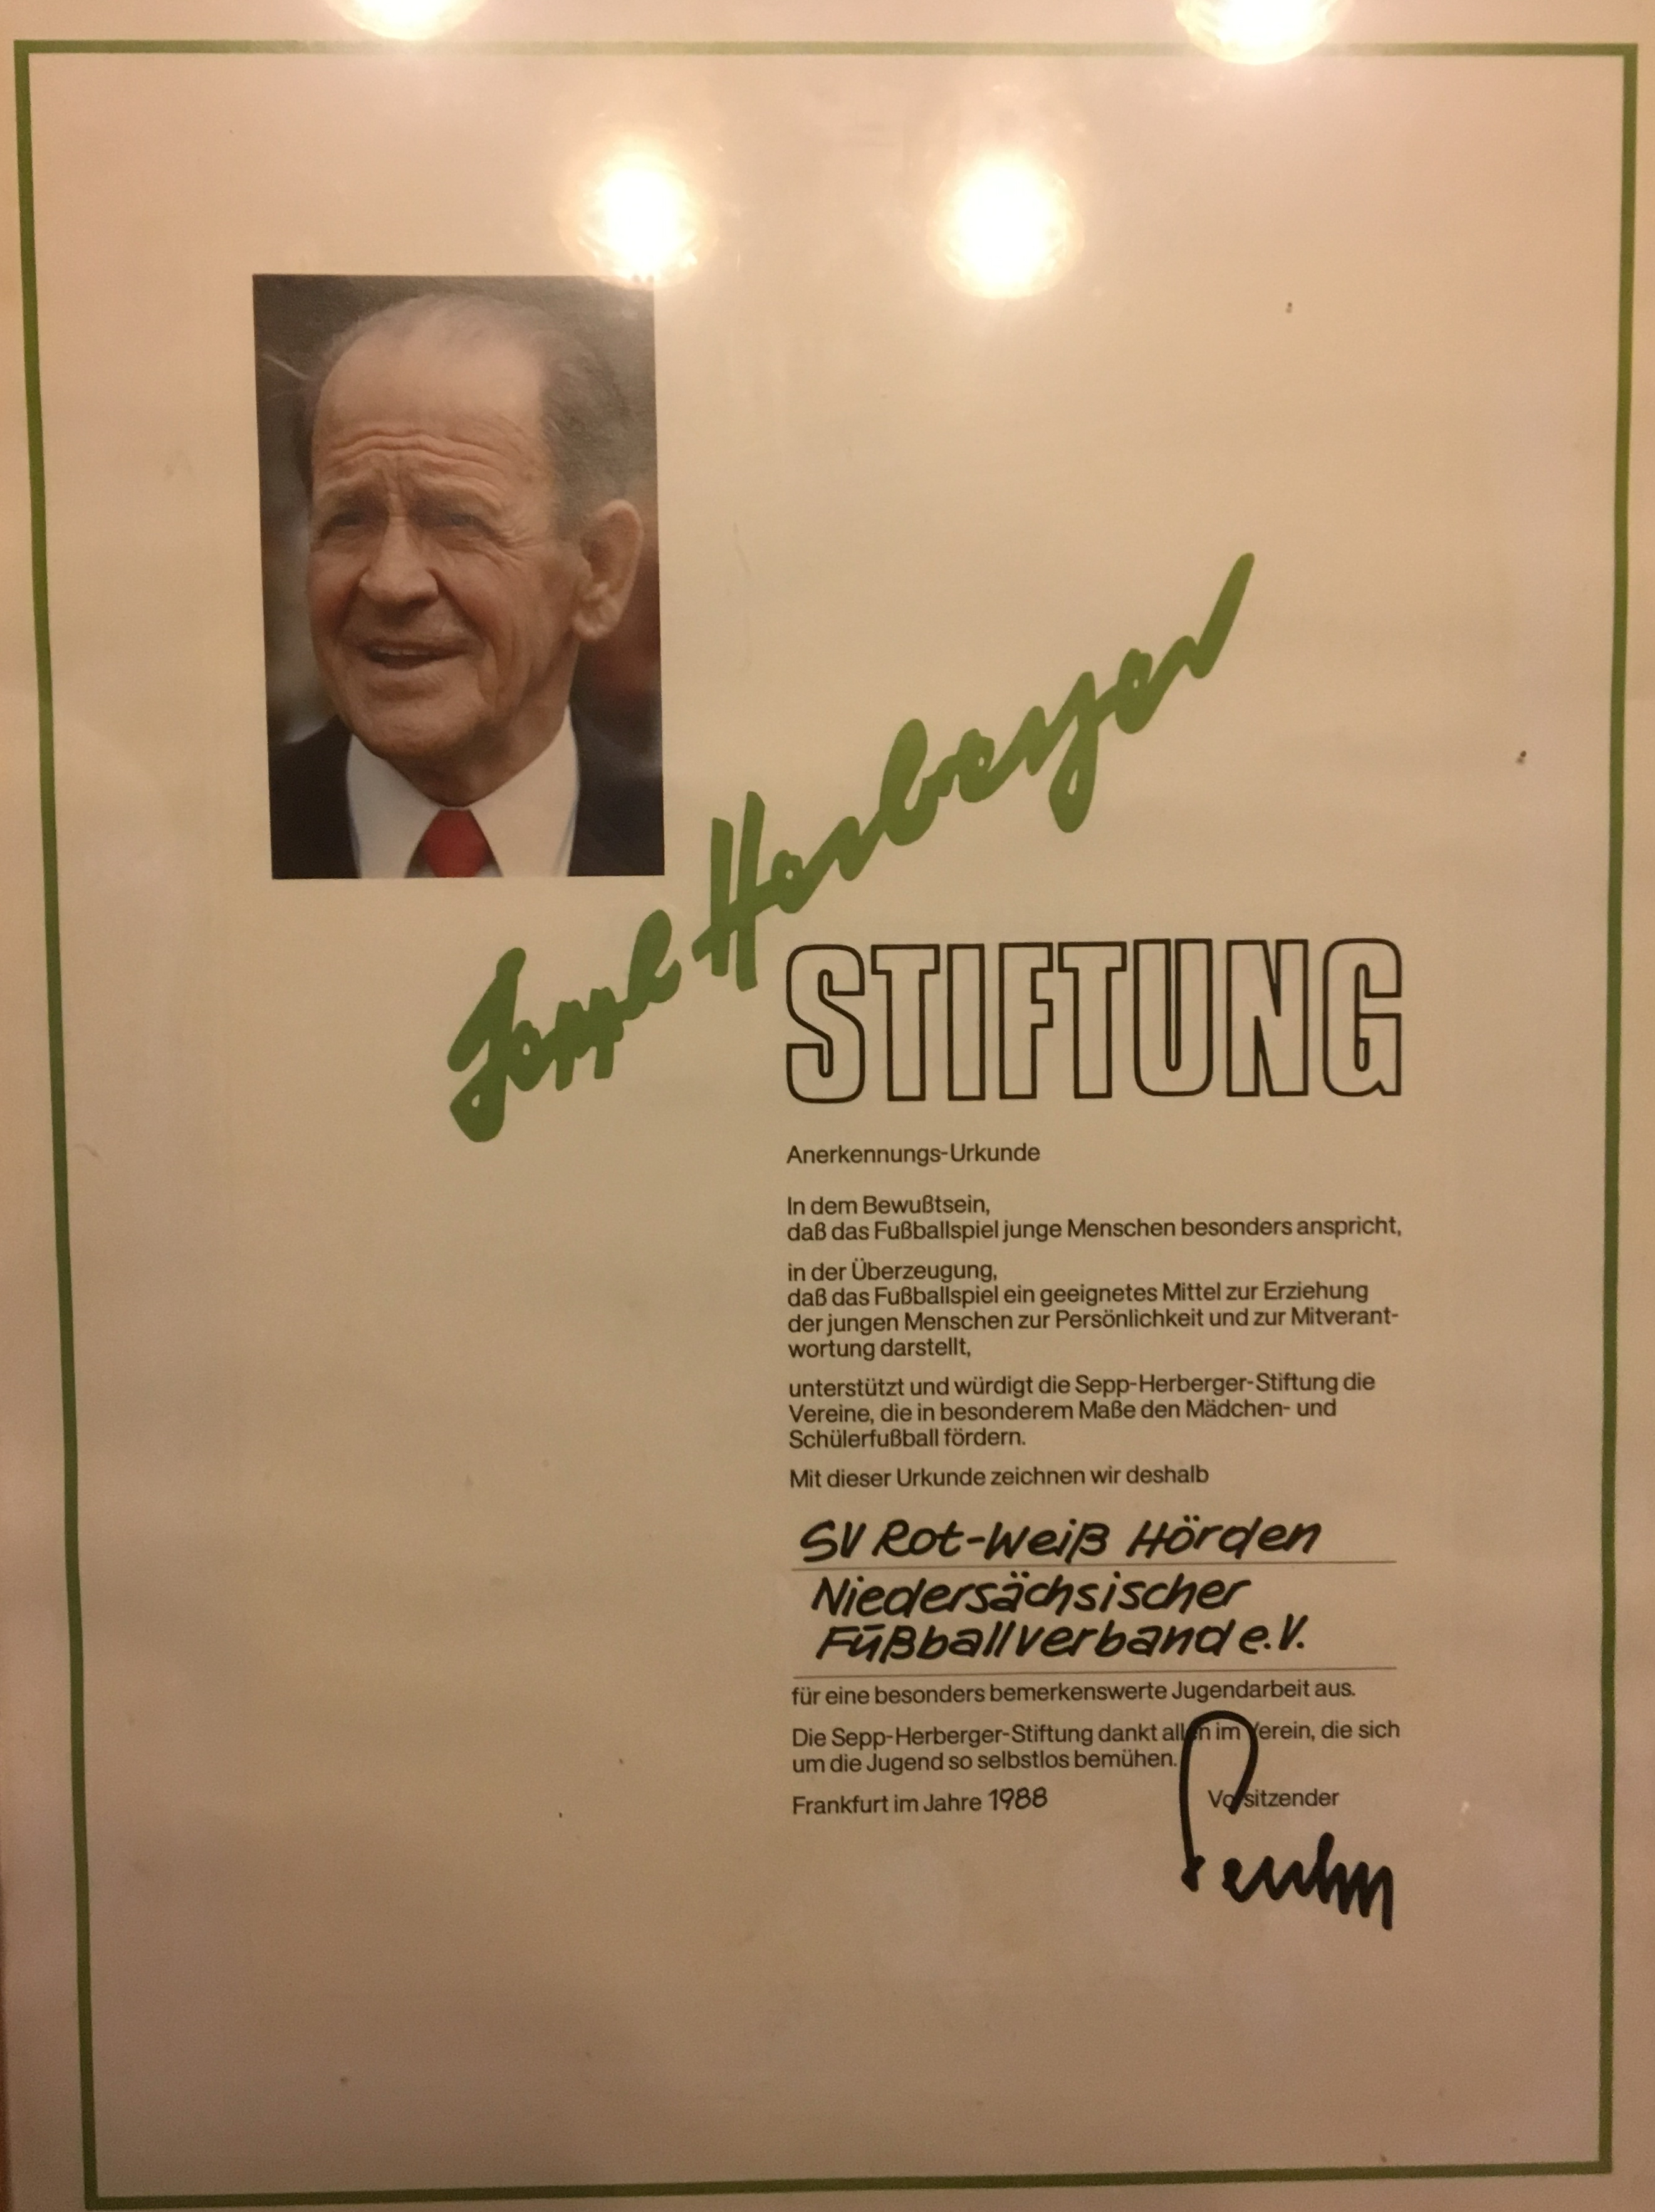 Joseph Herberger
STIFTUNG
Anerkennungs-Urkunde
In dem Bewußtsein,
daß das Fußballspiel junge Menschen besonders anspricht,
in der Überzeugung,
daß das Fußballspiel ein geeignetes Mittel zur Erziehung
der jungen Menschen zur Persönlichkeit und zur Mitverant-
wortung darstellt,
unterstützt und würdigt die Sepp-Herberger-Stiftung die
Vereine, die in besonderem Maße den Mädchen- und
Schülerfußball fördern.
Mit dieser Urkunde zeichnen wir deshalb
SV Rot-Weiß Hörden
Niedersächsischer
Fußballverband e.V.
für eine besonders bemerkenswerte Jugendarbeit aus.
Die Sepp-Herberger-Stiftung dankt allen im Verein, die sich
um die Jugend so selbstlos bemühen.
Frankfurt im Jahre 1988 Vorsitzender